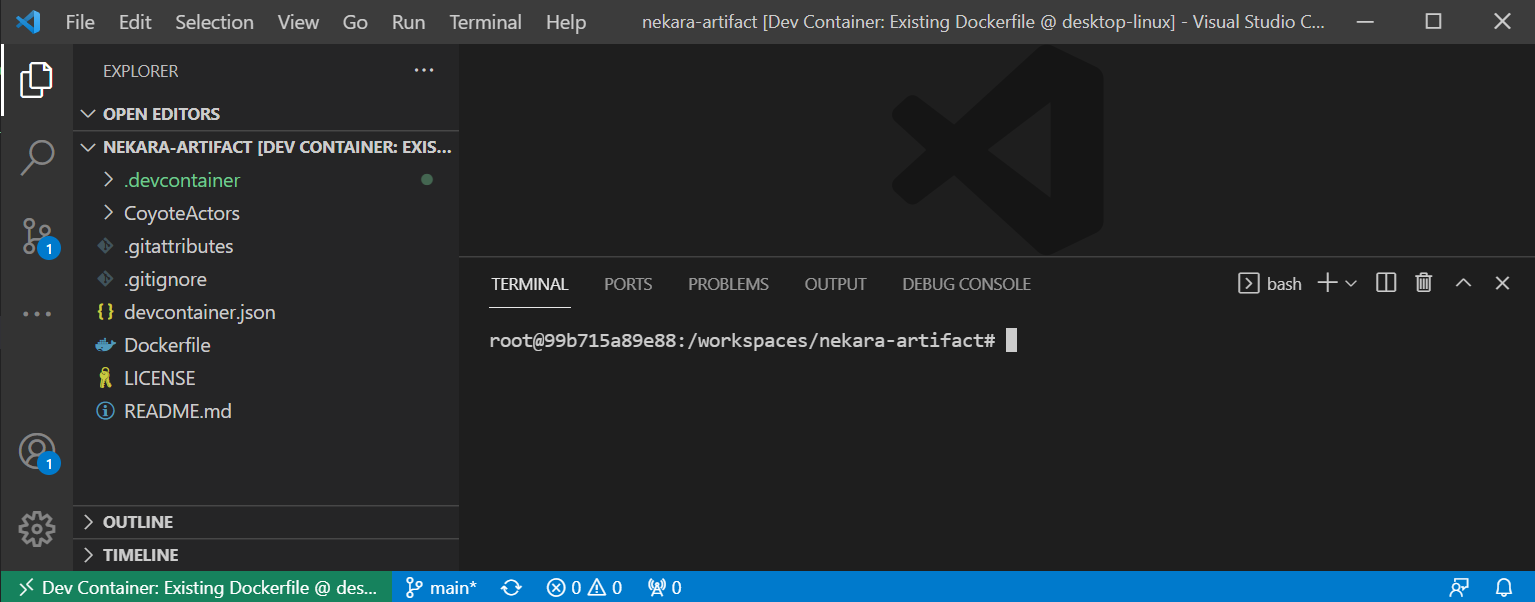 File Edit Selection View Go Run Terminal Help nekara-artifact [Dev Container: Existing Dockerfile @ desktop-linux] - Visual Studio C...
EXPLORER
OPEN EDITORS
NEKARA-ARTIFACT [DEV CONTAINER: EXIS...
.devcontainer
CoyoteActors
.gitattributes
.gitignore
devcontainer.json
Dockerfile
LICENSE
README.md
OUTLINE
TIMELINE
1
1
TERMINAL PORTS PROBLEMS OUTPUT DEBUG CONSOLE bash
root@99b715a89e88:/workspaces/nekara-artifact#
Dev Container: Existing Dockerfile @ des... main* 0 0 0